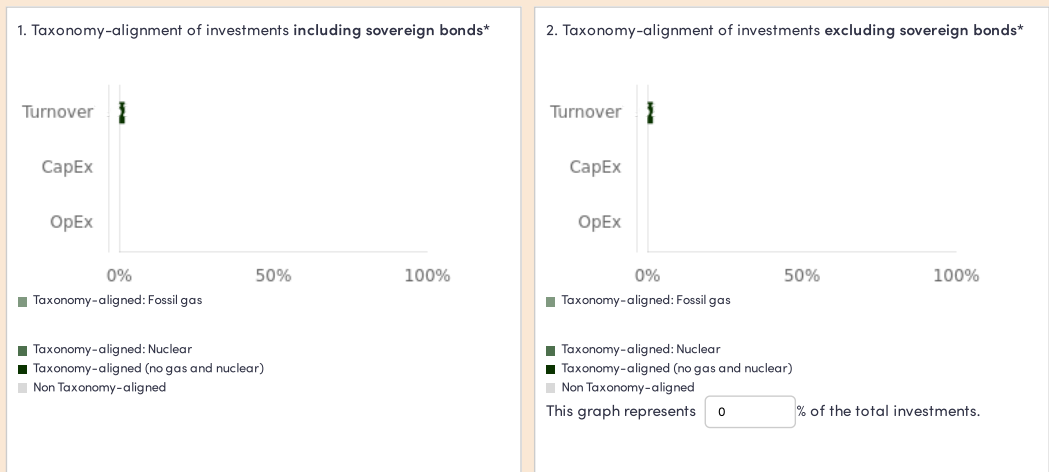 1. Taxonomy-alignment of investments including sovereign bonds*
Turnover
CapEx
OpEx
0% 50% 100%
Taxonomy-aligned: Fossil gas
Taxonomy-aligned: Nuclear
Taxonomy-aligned (no gas and nuclear)
Non Taxonomy-aligned
2. Taxonomy-alignment of investments excluding sovereign bonds*
Turnover
CapEx
OpEx
0% 50% 100%
Taxonomy-aligned: Fossil gas
Taxonomy-aligned: Nuclear
Taxonomy-aligned (no gas and nuclear)
Non Taxonomy-aligned
This graph represents 0 % of the total investments.